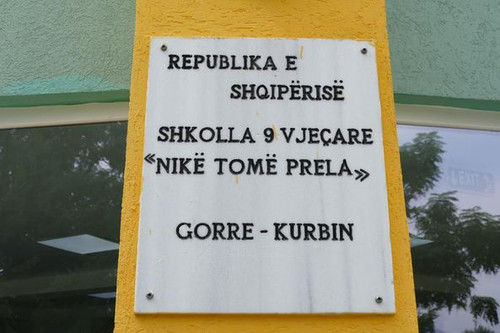 REPUBLIKA E
SHQIPËRISË
SHKOLLA 9 VJEÇARE
«NIKË TOMË PRELA»
GORRE - KURBIN